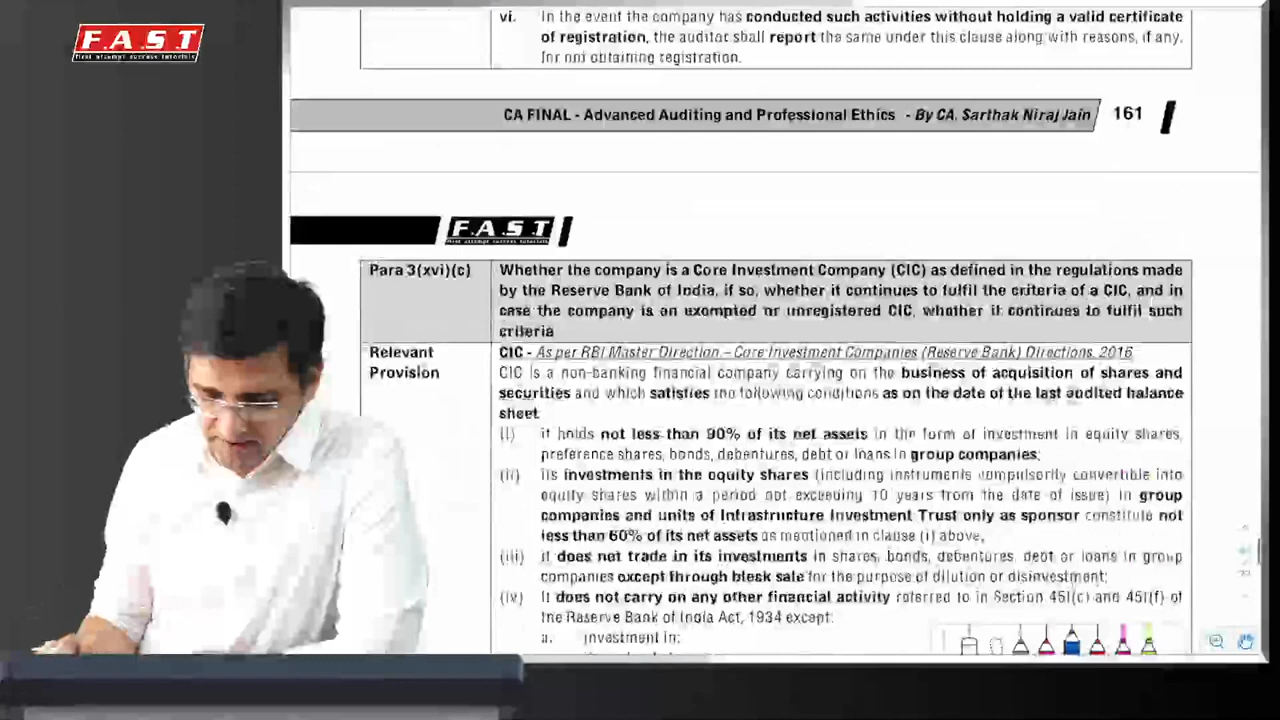 F.A.S.T
First attempt success tutorials
vi. In the event the company has conducted such activities without holding a valid certificate
of registration, the auditor shall report the same under this clause along with reasons, if any,
for not obtaining registration.
CA FINAL - Advanced Auditing and Professional Ethics - By CA. Sarthak Niraj Jain 161
F.A.S.T
First attempt success tutorials
Para 3(xvi)(c) Whether the company is a Core Investment Company (CIC) as defined in the regulations made
by the Reserve Bank of India, if so, whether it continues to fulfil the criteria of a CIC, and in
case the company is an exempted or unregistered CIC, whether it continues to fulfil such
criteria
Relevant CIC - As per RBI Master Direction – Core Investment Companies (Reserve Bank) Directions, 2016
Provision CIC is a non-banking financial company carrying on the business of acquisition of shares and
securities and which satisfies the following conditions as on the date of the last audited balance
sheet
(i) it holds not less than 90% of its net assets in the form of investment in equity shares,
preference shares, bonds, debentures, debt or loans in group companies;
(ii) its investments in the equity shares (including instruments compulsorily convertible into
equity shares within a period not exceeding 10 years from the date of issue) in group
companies and units of Infrastructure Investment Trust only as sponsor constitute not
less than 60% of its net assets as mentioned in clause (i) above;
(iii) it does not trade in its investments in shares, bonds, debentures, debt or loans in group
companies except through block sale for the purpose of dilution or disinvestment;
(iv) it does not carry on any other financial activity referred to in Section 45I(c) and 45I(f) of
the Reserve Bank of India Act, 1934 except:
a. investment in: